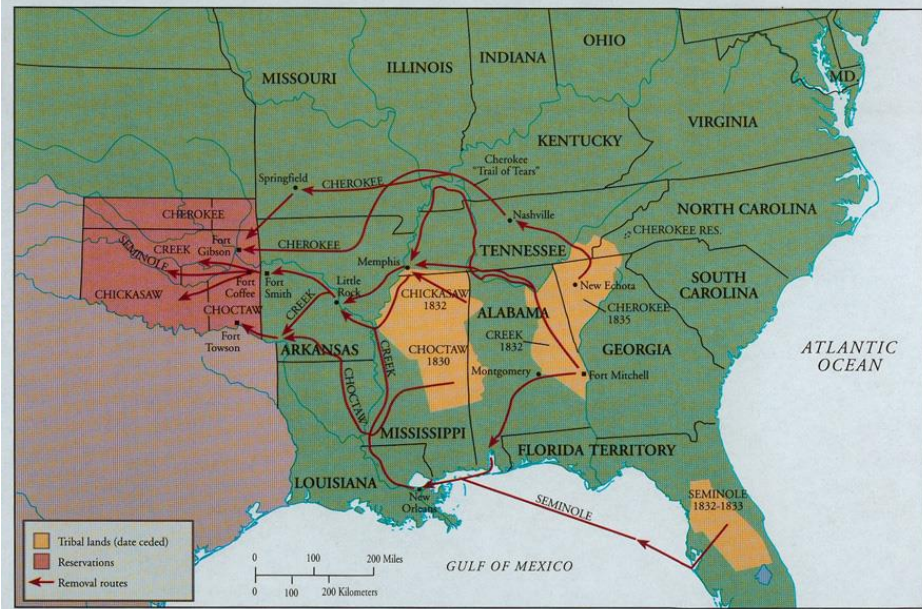 OHIO
INDIANA
ILLINOIS
MISSOURI
MD.
VIRGINIA
KENTUCKY
Cherokee
"Trail of Tears"
Springfield
CHEROKEE
CHEROKEE
Nashville
NORTH CAROLINA
CHEROKEE RES.
CREEK
Fort
Gibson
CHEROKEE
TENNESSEE
SEMINOLE
Memphis
SOUTH
CAROLINA
Fort
Coffee
Fort
Smith
Little
Rock
New Echota
CHICKASAW
CHICKASAW
1832
CHEROKEE
1835
CHOCTAW
CREEK
ALABAMA
Fort
Towson
ARKANSAS
CREEK
1832
GEORGIA
CHOCTAW
1830
CREEK
ATLANTIC
OCEAN
CHOCTAW
Montgomery
Fort Mitchell
MISSISSIPPI
FLORIDA TERRITORY
LOUISIANA
New
Orleans
SEMINOLE
SEMINOLE
1832-1833
Tribal lands (date ceded)
Reservations
Removal routes
0 100 200 Miles
0 100 200 Kilometers
GULF OF MEXICO